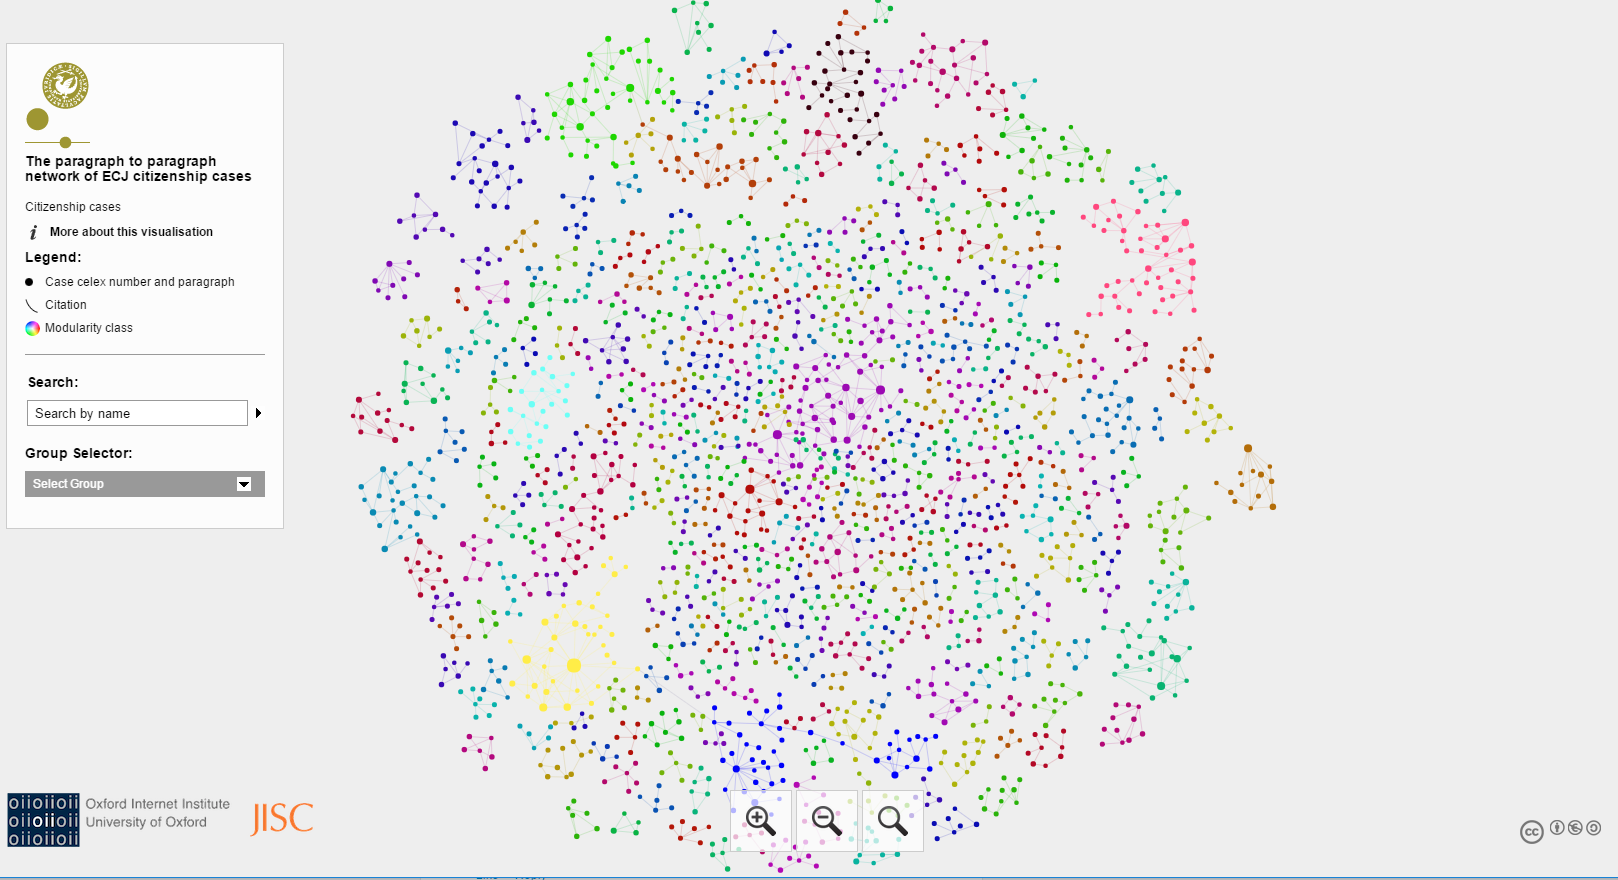 The paragraph to paragraph
network of ECJ citizenship cases
Citizenship cases
i More about this visualisation
Legend:
Case celex number and paragraph
Citation
Modularity class
Search:
Search by name
Group Selector:
Select Group
oiioiioii
oiioiioii
oiioiioii
Oxford Internet Institute
University of Oxford
JISC
cc